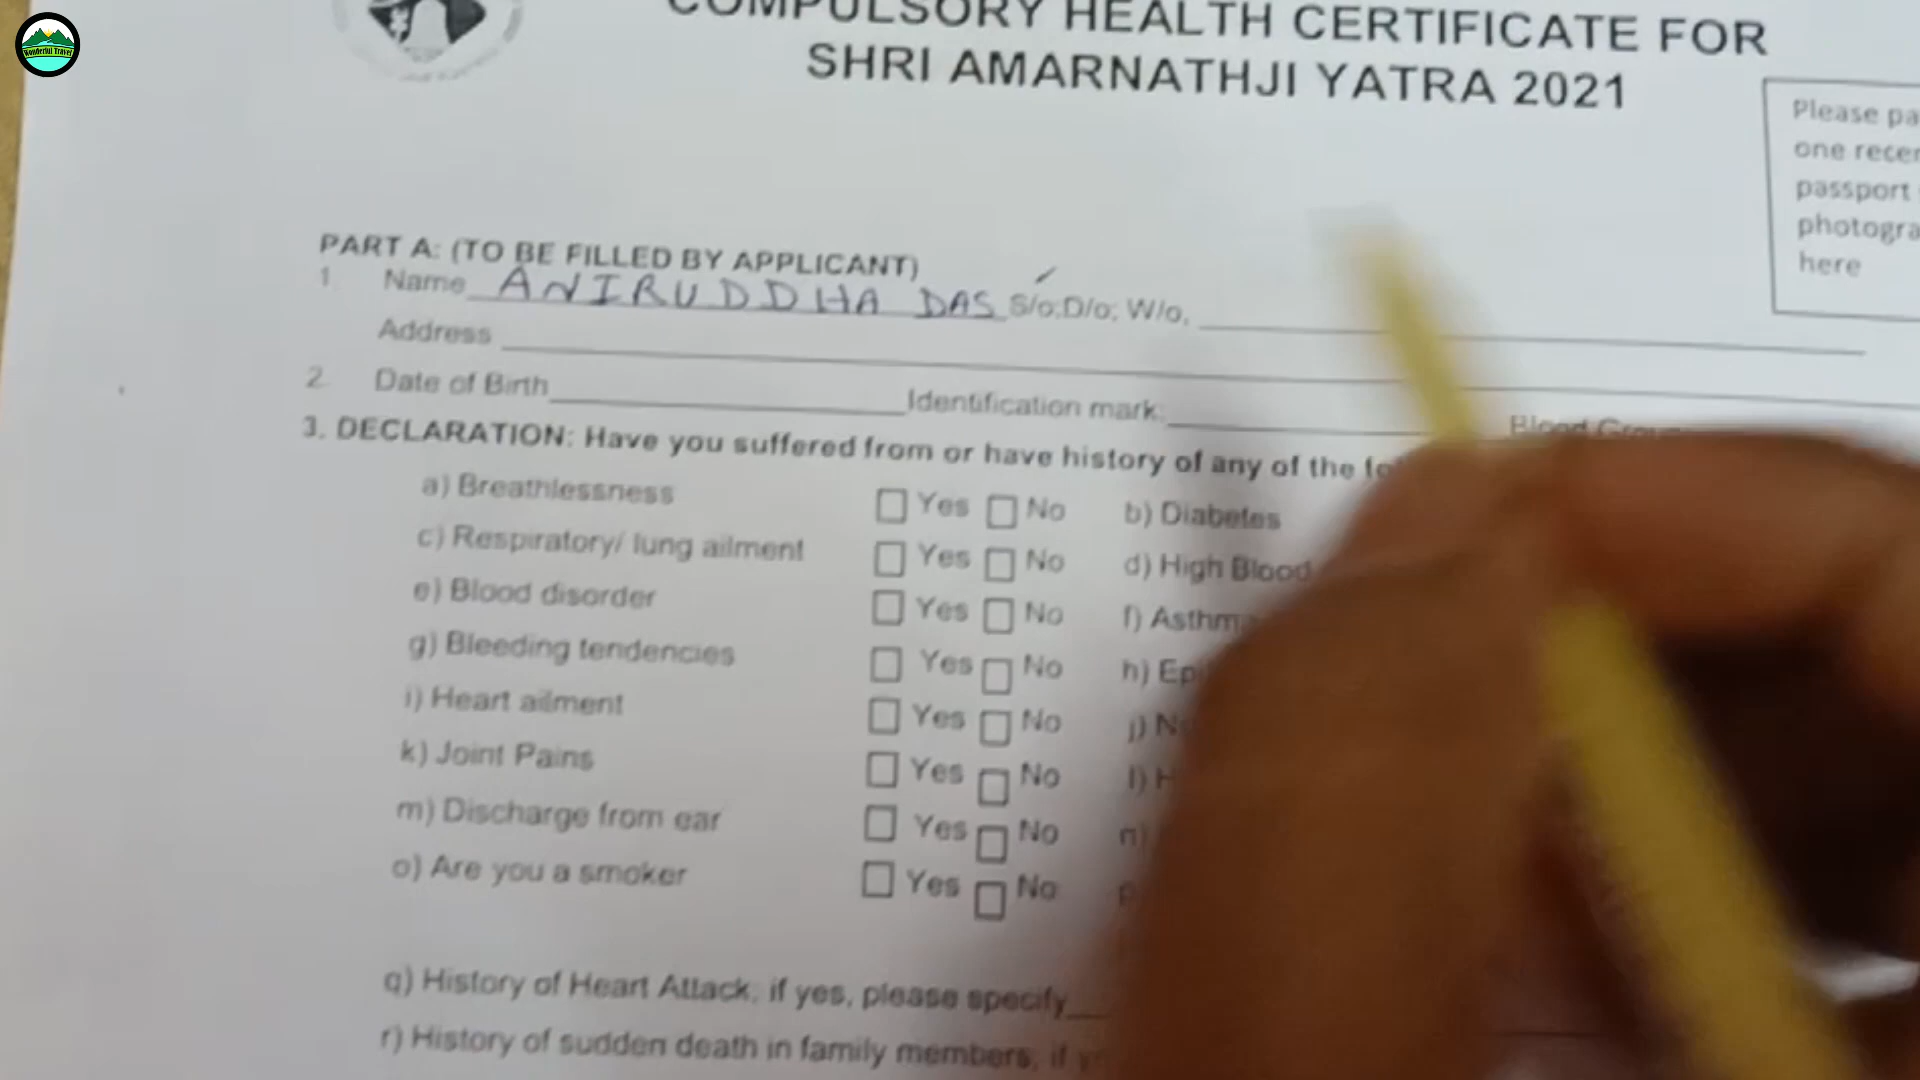 Wonderful Travel
COMPULSORY HEALTH CERTIFICATE FOR
SHRI AMARNATHJI YATRA 2021
Please pa
one recen
passport
photogra
here
PART A: (TO BE FILLED BY APPLICANT)
1. Name ANIRUDDHA DAS S/o;D/o; W/o,
Address
2. Date of Birth Identification mark: Blood
3. DECLARATION: Have you suffered from or have history of any of the fo
a) Breathlessness Yes No b) Diabetes
c) Respiratory/ lung ailment Yes No d) High Blood
e) Blood disorder Yes No f) Asthm
g) Bleeding tendencies Yes No h) Ep
i) Heart ailment Yes No j) N
k) Joint Pains Yes No l) H
m) Discharge from ear Yes No n)
o) Are you a smoker Yes No p
q) History of Heart Attack, if yes, please specify
r) History of sudden death in family members, if y